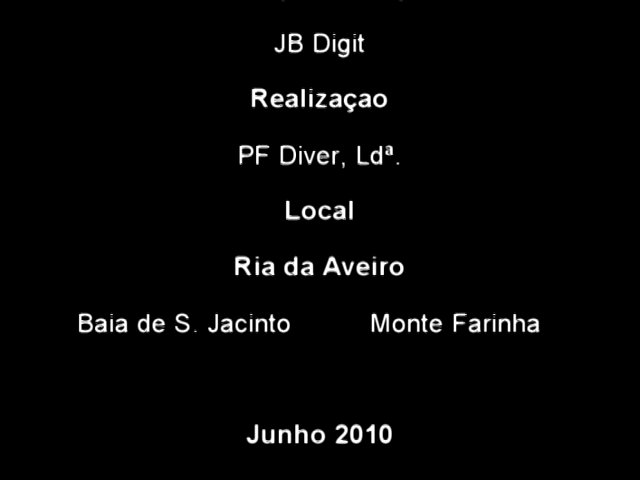 JB Digit
Realizaçao
PF Diver, Ldª.
Local
Ria da Aveiro
Baia de S. Jacinto Monte Farinha
Junho 2010